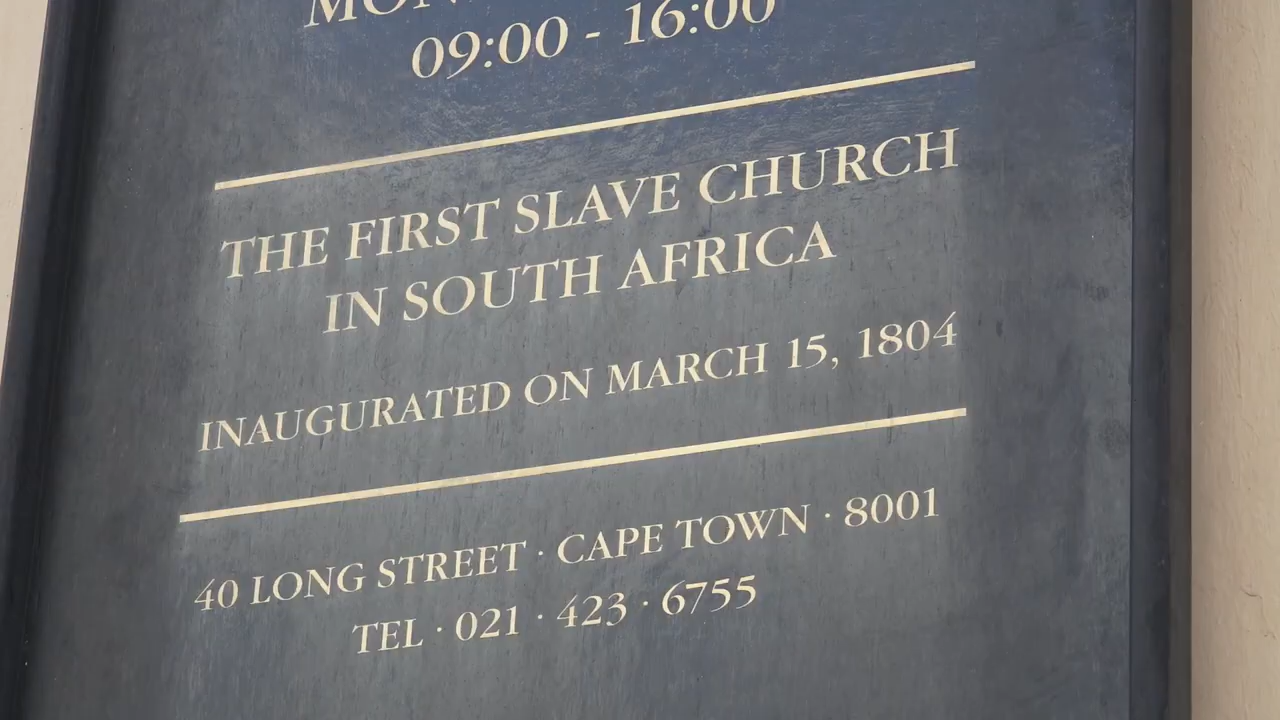 09:00 - 16:00
THE FIRST SLAVE CHURCH
IN SOUTH AFRICA
INAUGURATED ON MARCH 15, 1804
40 LONG STREET · CAPE TOWN · 8001
TEL · 021 · 423 · 6755